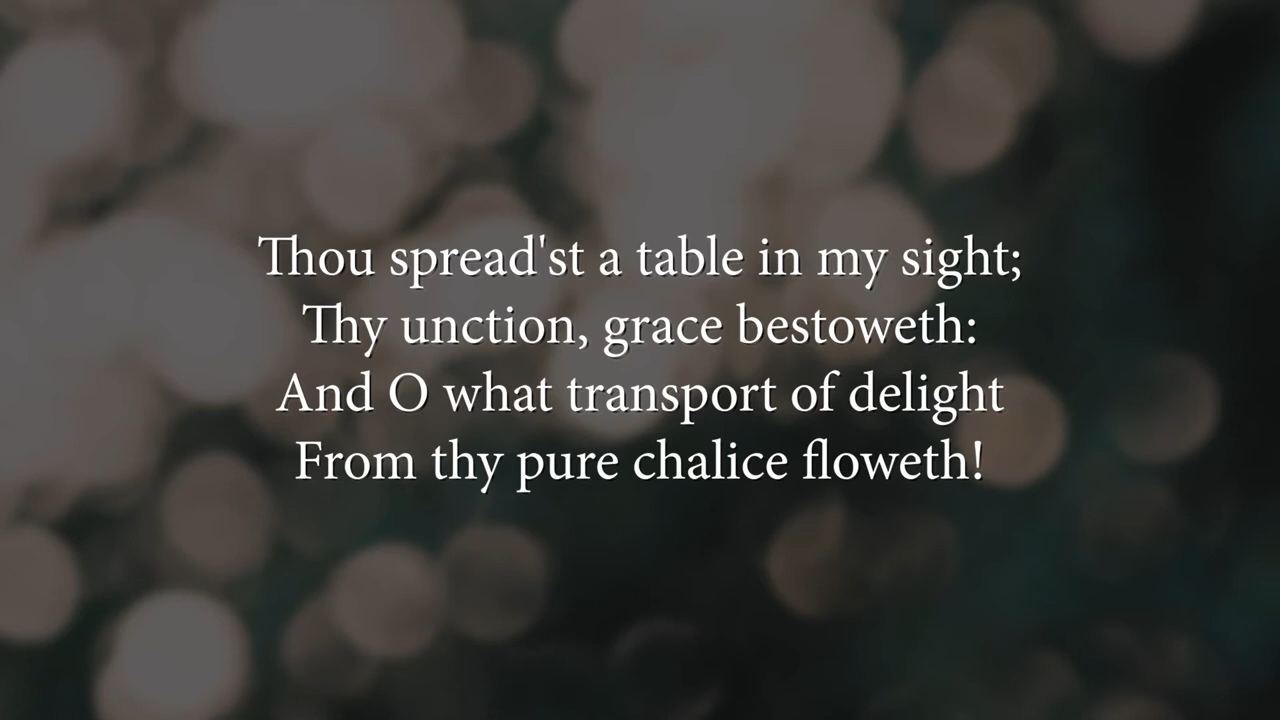 Thou spread'st a table in my sight;
Thy unction, grace bestoweth:
And O what transport of delight
From thy pure chalice floweth!